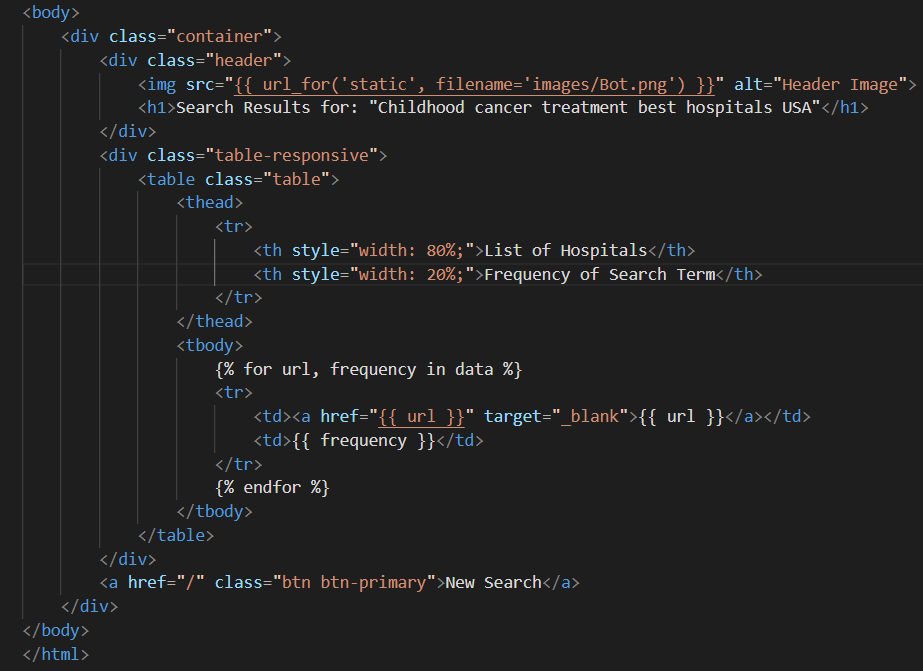 <body>
<div class="container">
<div class="header">
<img src="{{ url_for('static', filename='images/Bot.png') }}" alt="Header Image">
<h1>Search Results for: "Childhood cancer treatment best hospitals USA"</h1>
</div>
<div class="table-responsive">
<table class="table">
<thead>
<tr>
<th style="width: 80%;">List of Hospitals</th>
<th style="width: 20%;">Frequency of Search Term</th>
</tr>
</thead>
<tbody>
{% for url, frequency in data %}
<tr>
<td><a href="{{ url }}" target="_blank">{{ url }}</a></td>
<td>{{ frequency }}</td>
</tr>
{% endfor %}
</tbody>
</table>
</div>
<a href="/" class="btn btn-primary">New Search</a>
</div>
</body>
</html>